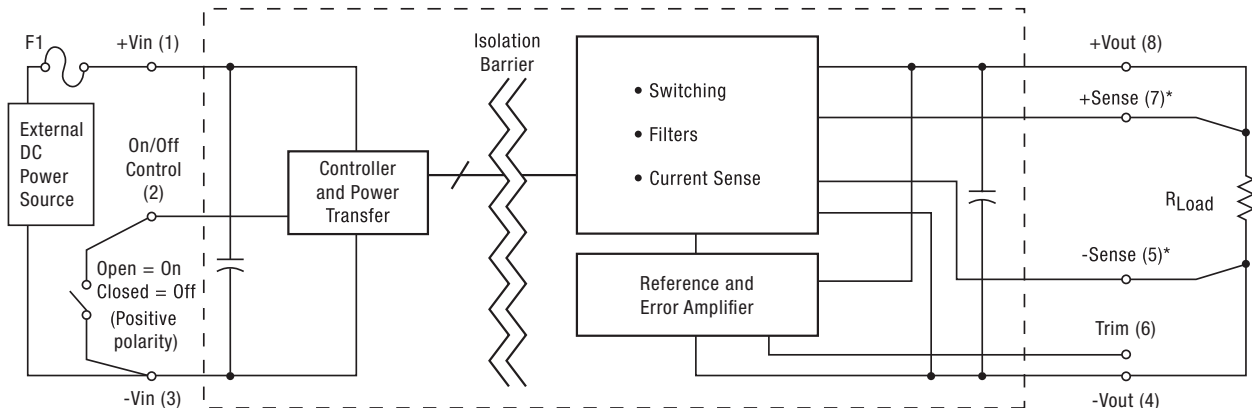 F1
+Vin (1)
External
DC
Power
Source
On/Off
Control
(2)
Open = On
Closed = Off
(Positive
polarity)
-Vin (3)
Controller
and Power
Transfer
Isolation
Barrier
• Switching
• Filters
• Current Sense
Reference and
Error Amplifier
+Vout (8)
+Sense (7)*
RLoad
-Sense (5)*
Trim (6)
-Vout (4)